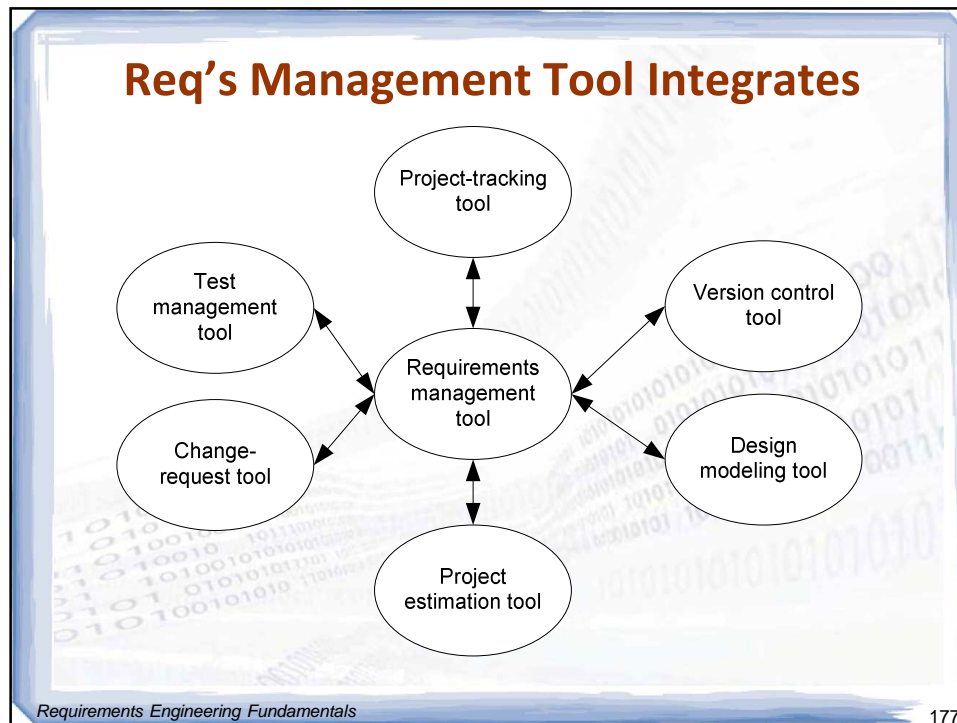 Req’s Management Tool Integrates
Project-tracking
tool
Test
management
tool
Version control
tool
Requirements
management
tool
Change-
request tool
Design
modeling tool
Project
estimation tool
Requirements Engineering Fundamentals
177